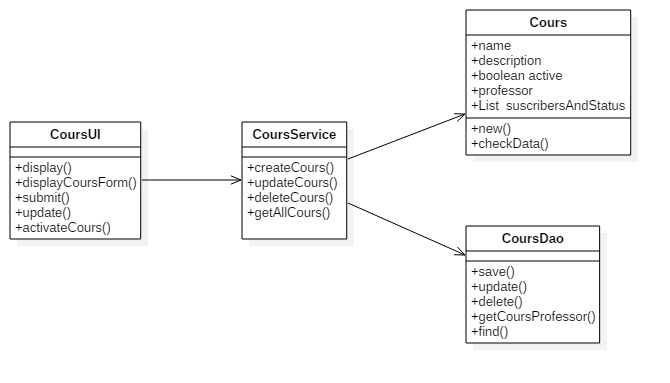 CoursUI
+display()
+displayCoursForm()
+submit()
+update()
+activateCours()
CoursService
+createCours()
+updateCours()
+deleteCours()
+getAllCours()
Cours
+name
+description
+boolean active
+professor
+List  suscribersAndStatus
+new()
+checkData()
CoursDao
+save()
+update()
+delete()
+getCoursProfessor()
+find()